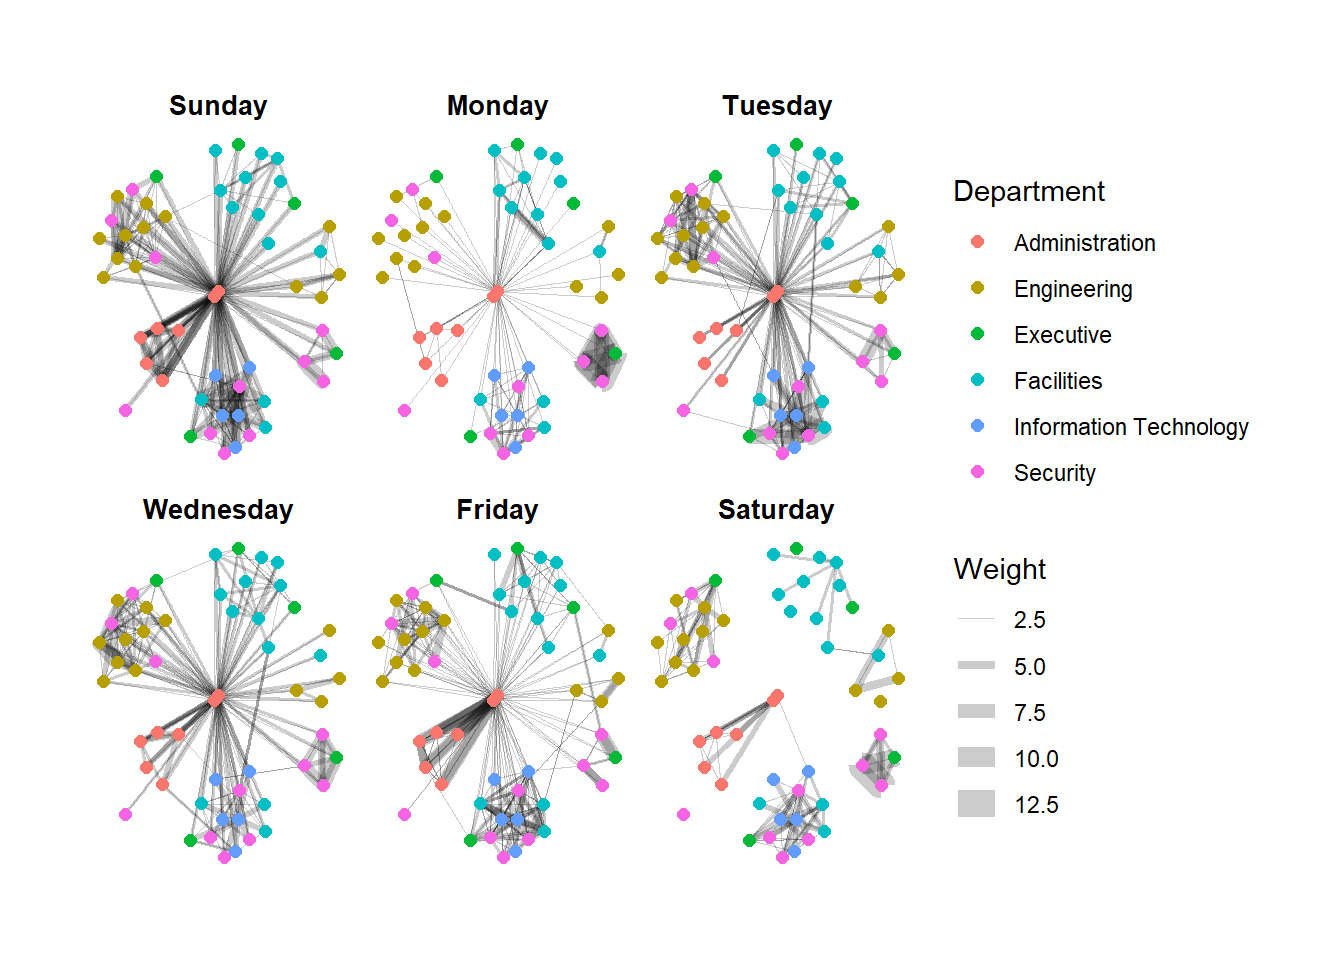 Sunday
Monday
Tuesday
Wednesday
Friday
Saturday
Department
Administration
Engineering
Executive
Facilities
Information Technology
Security
Weight
2.5
5.0
7.5
10.0
12.5